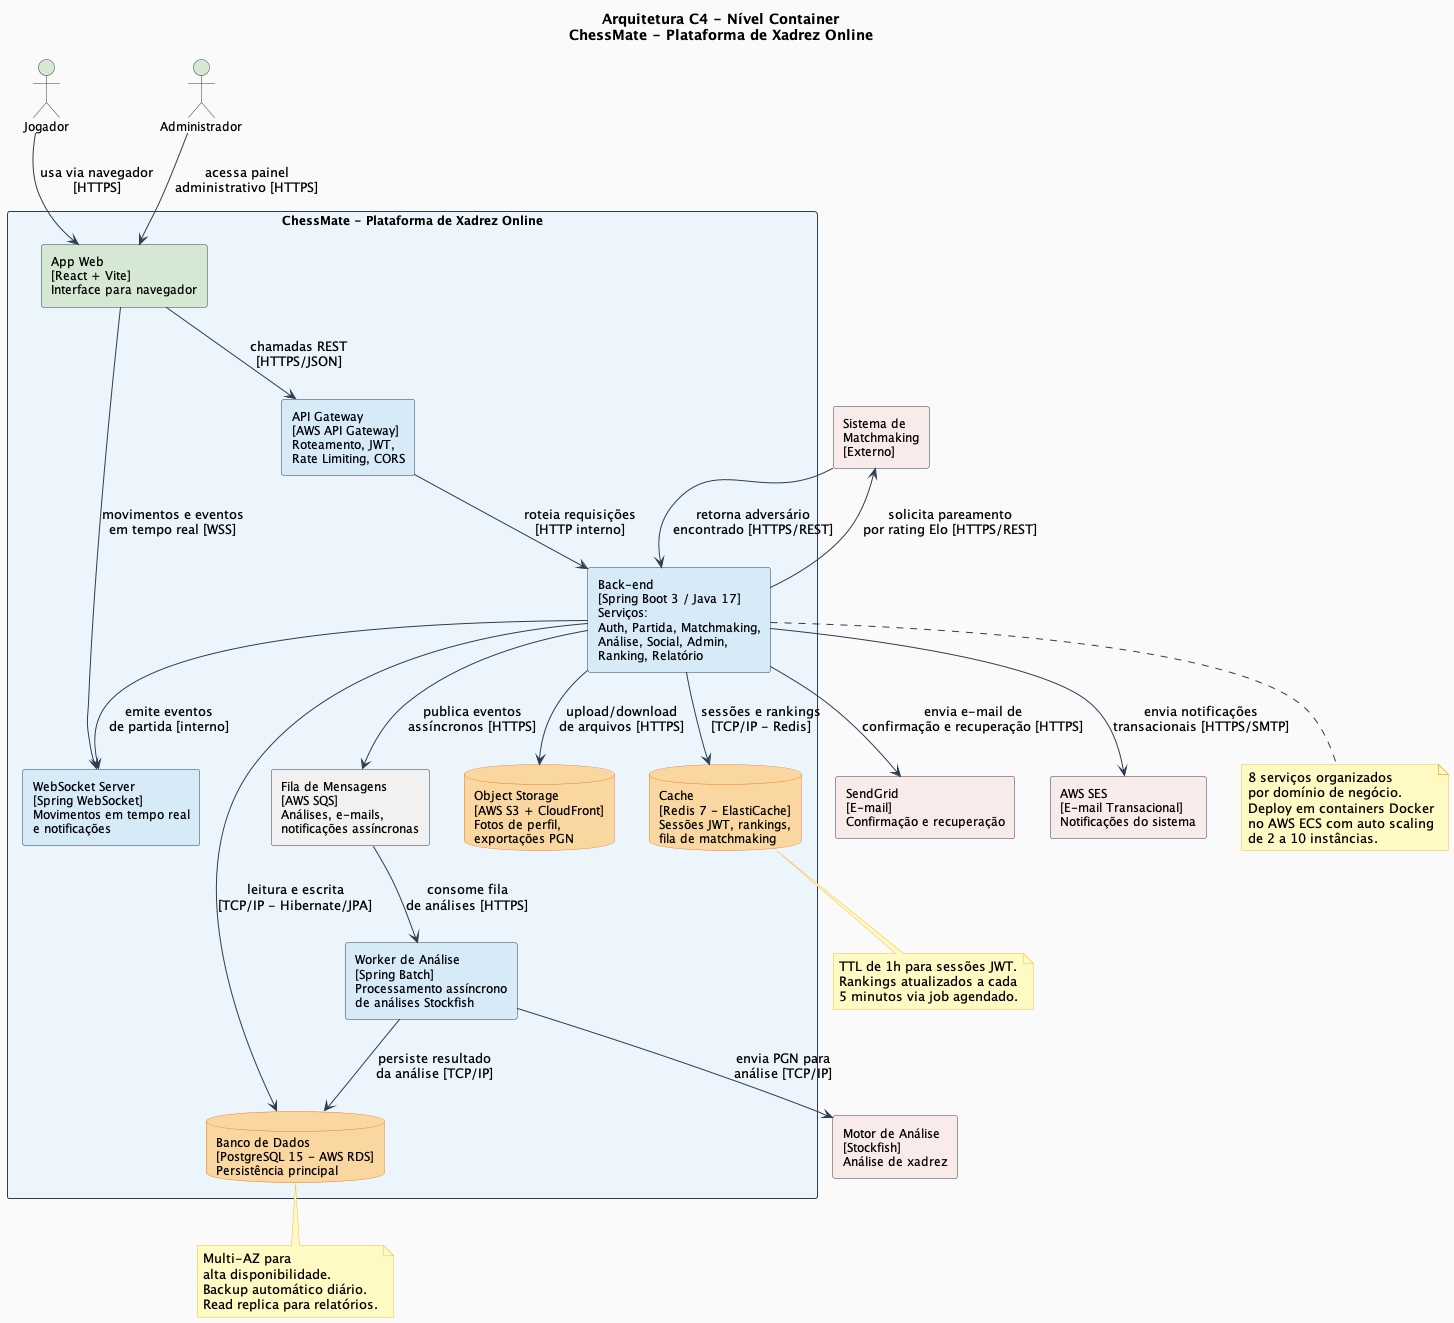 Arquitetura C4 - Nível Container
ChessMate - Plataforma de Xadrez Online
Jogador
Administrador
usa via navegador
[HTTPS]
acessa painel
administrativo [HTTPS]
ChessMate - Plataforma de Xadrez Online
App Web
[React + Vite]
Interface para navegador
chamadas REST
[HTTPS/JSON]
API Gateway
[AWS API Gateway]
Roteamento, JWT,
Rate Limiting, CORS
Sistema de
Matchmaking
[Externo]
movimentos e eventos
em tempo real [WSS]
roteia requisições
[HTTP interno]
retorna adversário
encontrado [HTTPS/REST]
solicita pareamento
por rating Elo [HTTPS/REST]
Back-end
[Spring Boot 3 / Java 17]
Serviços:
Auth, Partida, Matchmaking,
Análise, Social, Admin,
Ranking, Relatório
emite eventos
de partida [interno]
publica eventos
assíncronos [HTTPS]
upload/download
de arquivos [HTTPS]
sessões e rankings
[TCP/IP - Redis]
envia e-mail de
confirmação e recuperação [HTTPS]
envia notificações
transacionais [HTTPS/SMTP]
WebSocket Server
[Spring WebSocket]
Movimentos em tempo real
e notificações
Fila de Mensagens
[AWS SQS]
Análises, e-mails,
notificações assíncronas
Object Storage
[AWS S3 + CloudFront]
Fotos de perfil,
exportações PGN
Cache
[Redis 7 - ElastiCache]
Sessões JWT, rankings,
fila de matchmaking
SendGrid
[E-mail]
Confirmação e recuperação
AWS SES
[E-mail Transacional]
Notificações do sistema
8 serviços organizados
por domínio de negócio.
Deploy em containers Docker
no AWS ECS com auto scaling
de 2 a 10 instâncias.
leitura e escrita
[TCP/IP - Hibernate/JPA]
consome fila
de análises [HTTPS]
Worker de Análise
[Spring Batch]
Processamento assíncrono
de análises Stockfish
TTL de 1h para sessões JWT.
Rankings atualizados a cada
5 minutos via job agendado.
persiste resultado
da análise [TCP/IP]
envia PGN para
análise [TCP/IP]
Banco de Dados
[PostgreSQL 15 - AWS RDS]
Persistência principal
Motor de Análise
[Stockfish]
Análise de xadrez
Multi-AZ para
alta disponibilidade.
Backup automático diário.
Read replica para relatórios.